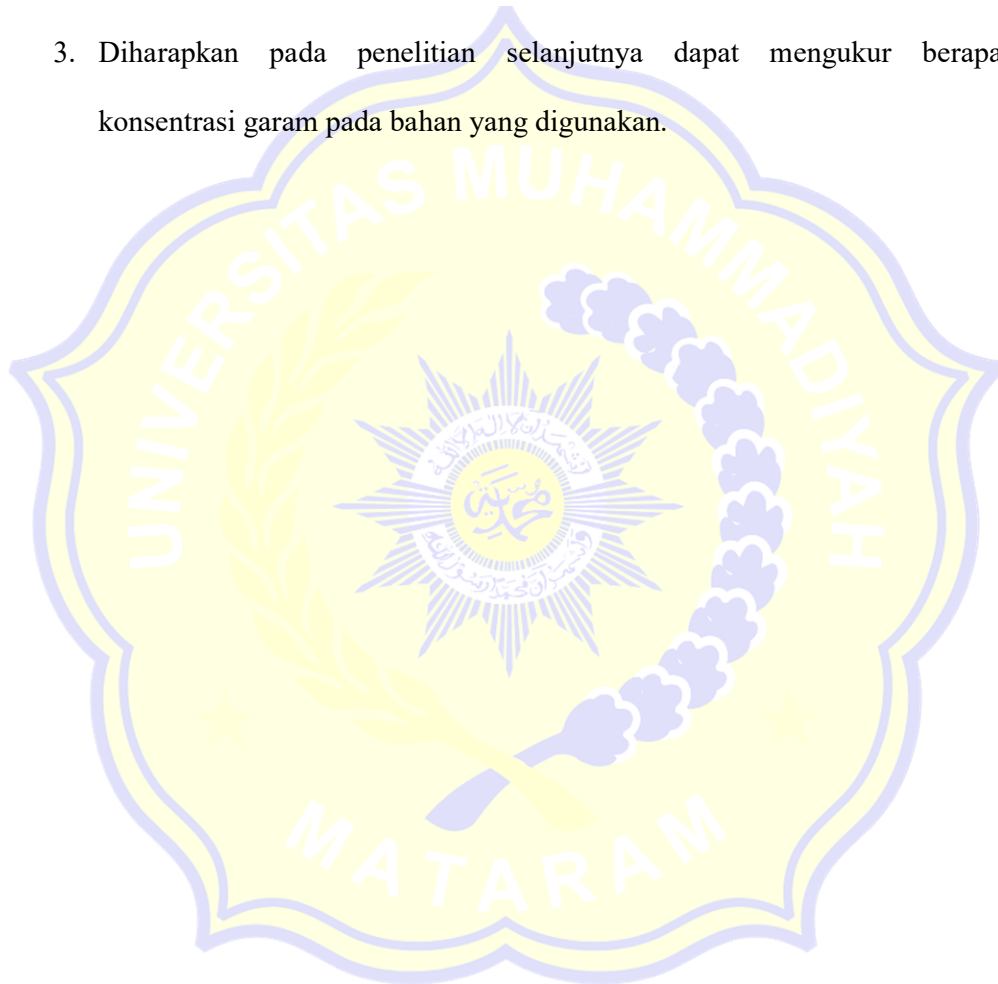 3. Diharapkan pada penelitian selanjutnya dapat mengukur berapa
konsentrasi garam pada bahan yang digunakan.
UNIVERSITAS MUHAMMADIYAH
MATARAM